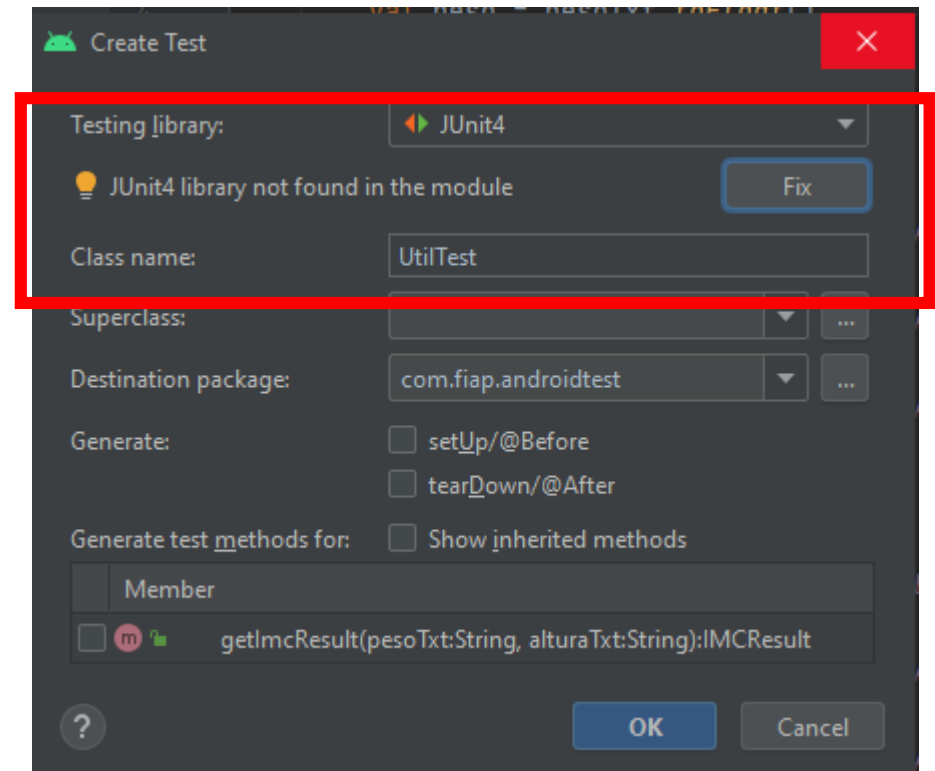 Create Test
Testing library:
JUnit4
JUnit4 library not found in the module
Fix
Class name:
UtilTest
Superclass:
...
Destination package:
com.fiap.androidtest
...
Generate:
setUp/@Before
tearDown/@After
Generate test methods for:
Show inherited methods
Member
m
getImcResult(pesoTxt:String, alturaTxt:String):IMCResult
?
OK
Cancel